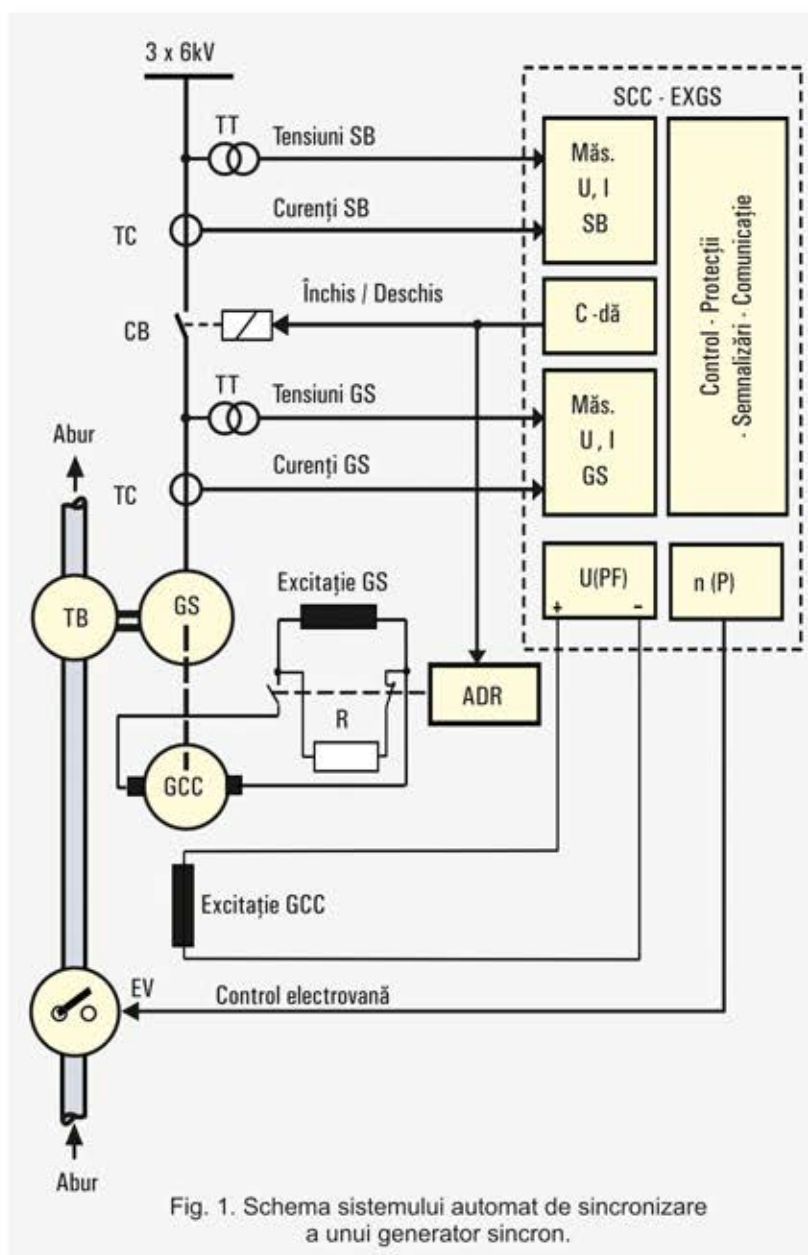 3 x 6kV
SCC - EXGS
TT
Tensiuni SB
Măs.
U, I
SB
Curenți SB
TC
Control - Protecții
- Semnalizări - Comunicație
Închis / Deschis
C -dă
CB
TT
Tensiuni GS
Măs.
U , I
GS
Abur
Curenți GS
TC
U(PF)
+ -
n (P)
Excitație GS
TB
GS
ADR
R
GCC
Excitație GCC
EV
Control electrovană
Abur
Fig. 1. Schema sistemului automat de sincronizare
a unui generator sincron.